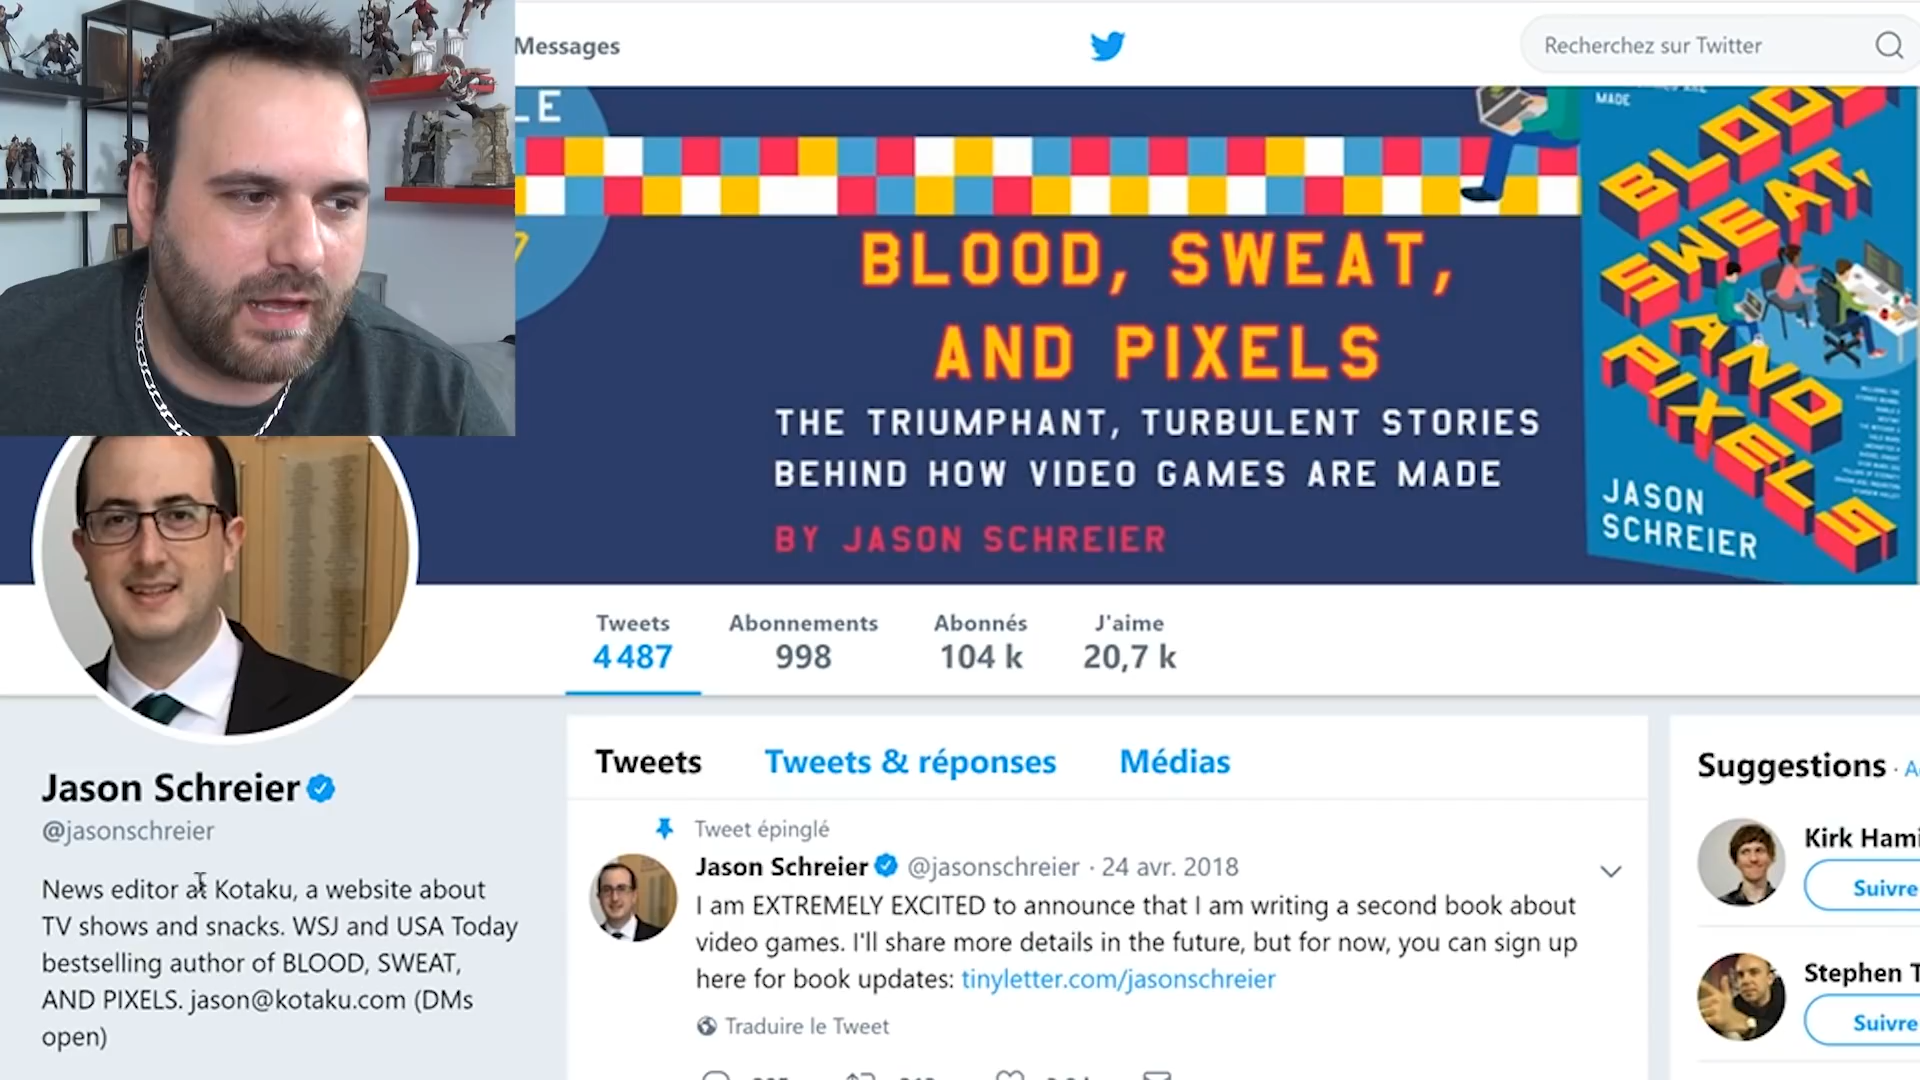 Messages
Recherchez sur Twitter
LE
MADE
BLOOD, SWEAT,
AND PIXELS
THE TRIUMPHANT, TURBULENT STORIES
BEHIND HOW VIDEO GAMES ARE MADE
BY JASON SCHREIER
BLOOD
SWEAT,
AND
PIXELS
JASON
SCHREIER
Tweets
4 487
Abonnements
998
Abonnés
104 k
J'aime
20,7 k
Jason Schreier
@jasonschreier
News editor at Kotaku, a website about
TV shows and snacks. WSJ and USA Today
bestselling author of BLOOD, SWEAT,
AND PIXELS. jason@kotaku.com (DMs
open)
Tweets Tweets & réponses Médias
Tweet épinglé
Jason Schreier @jasonschreier · 24 avr. 2018
I am EXTREMELY EXCITED to announce that I am writing a second book about
video games. I'll share more details in the future, but for now, you can sign up
here for book updates: tinyletter.com/jasonschreier
Traduire le Tweet
Suggestions ·
Kirk Hami
Suivre
Stephen T
Suivre